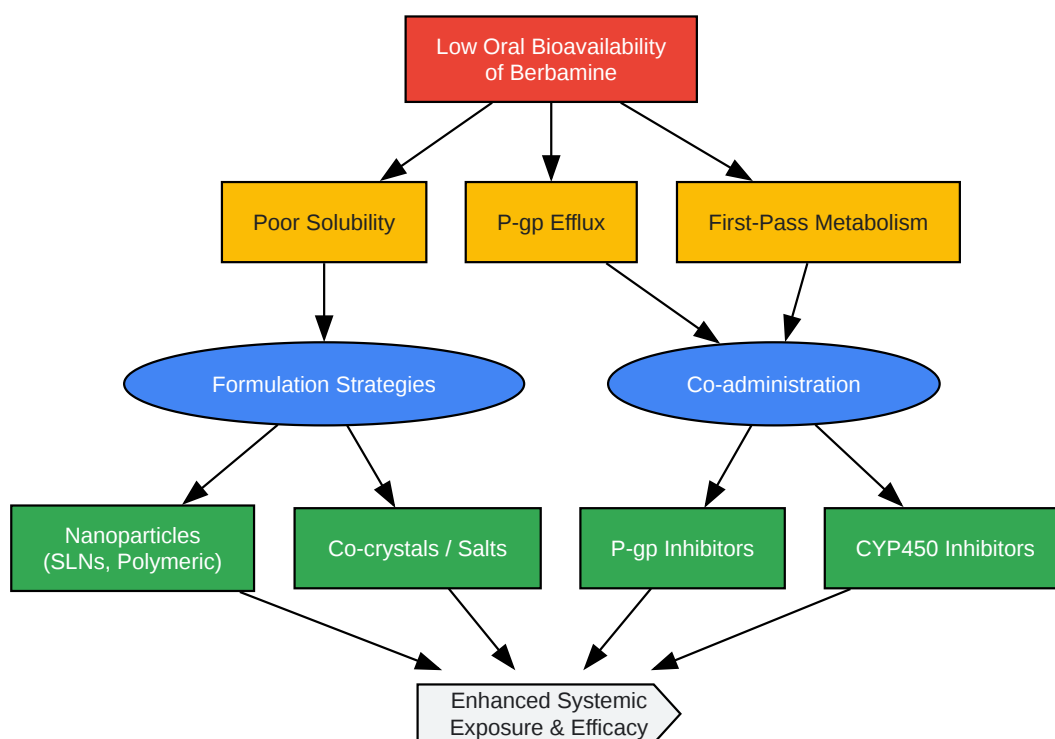 Low Oral Bioavailability
of Berbamine
Poor Solubility
P-gp Efflux
First-Pass Metabolism
Formulation Strategies
Co-administration
Nanoparticles
(SLNs, Polymeric)
Co-crystals / Salts
P-gp Inhibitors
CYP450 Inhibitors
Enhanced Systemic
Exposure & Efficacy